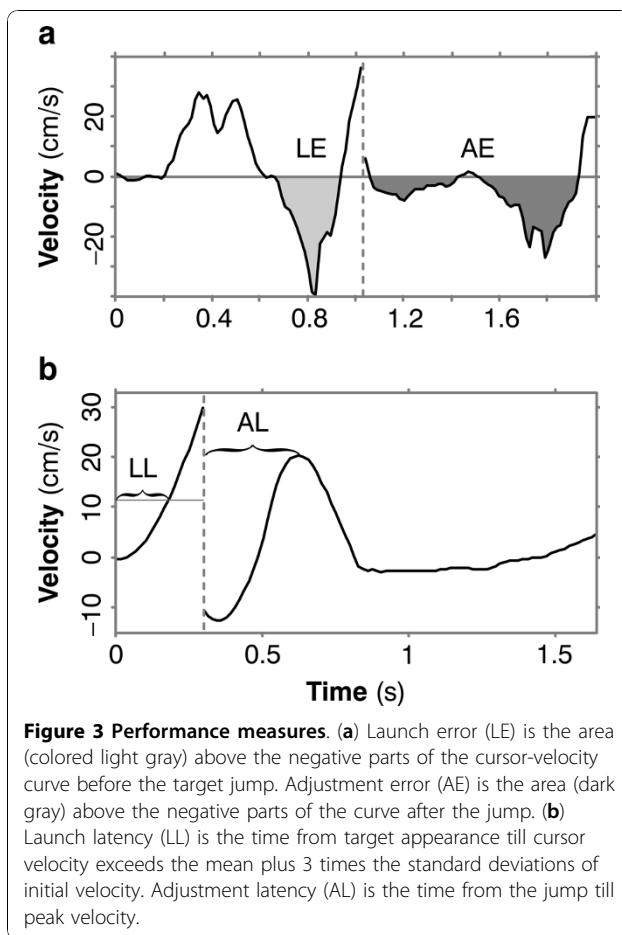 a
Velocity (cm/s)
20
0
−20
LE
AE
0 0.4 0.8 1.2 1.6
b
Velocity (cm/s)
30
20
10
0
−10
LL
AL
0 0.5 1 1.5
Time (s)
Figure 3 Performance measures. (a) Launch error (LE) is the area
(colored light gray) above the negative parts of the cursor-velocity
curve before the target jump. Adjustment error (AE) is the area (dark
gray) above the negative parts of the curve after the jump. (b)
Launch latency (LL) is the time from target appearance till cursor
velocity exceeds the mean plus 3 times the standard deviations of
initial velocity. Adjustment latency (AL) is the time from the jump till
peak velocity.